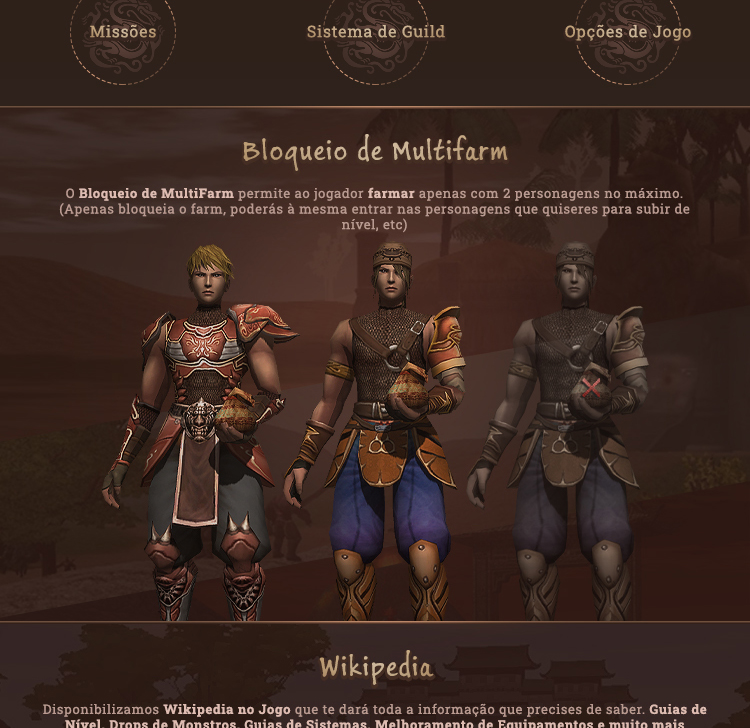 Missões
Sistema de Guild
Opções de Jogo
Bloqueio de Multifarm
O Bloqueio de MultiFarm permite ao jogador farmar apenas com 2 personagens no máximo.
(Apenas bloqueia o farm, poderás à mesma entrar nas personagens que quiseres para subir de
nível, etc)
Wikipedia
Disponibilizamos Wikipedia no Jogo que te dará toda a informação que precises de saber. Guias de
Nível, Drops de Monstros, Guias de Sistemas, Melhoramento de Equipamentos e muito mais